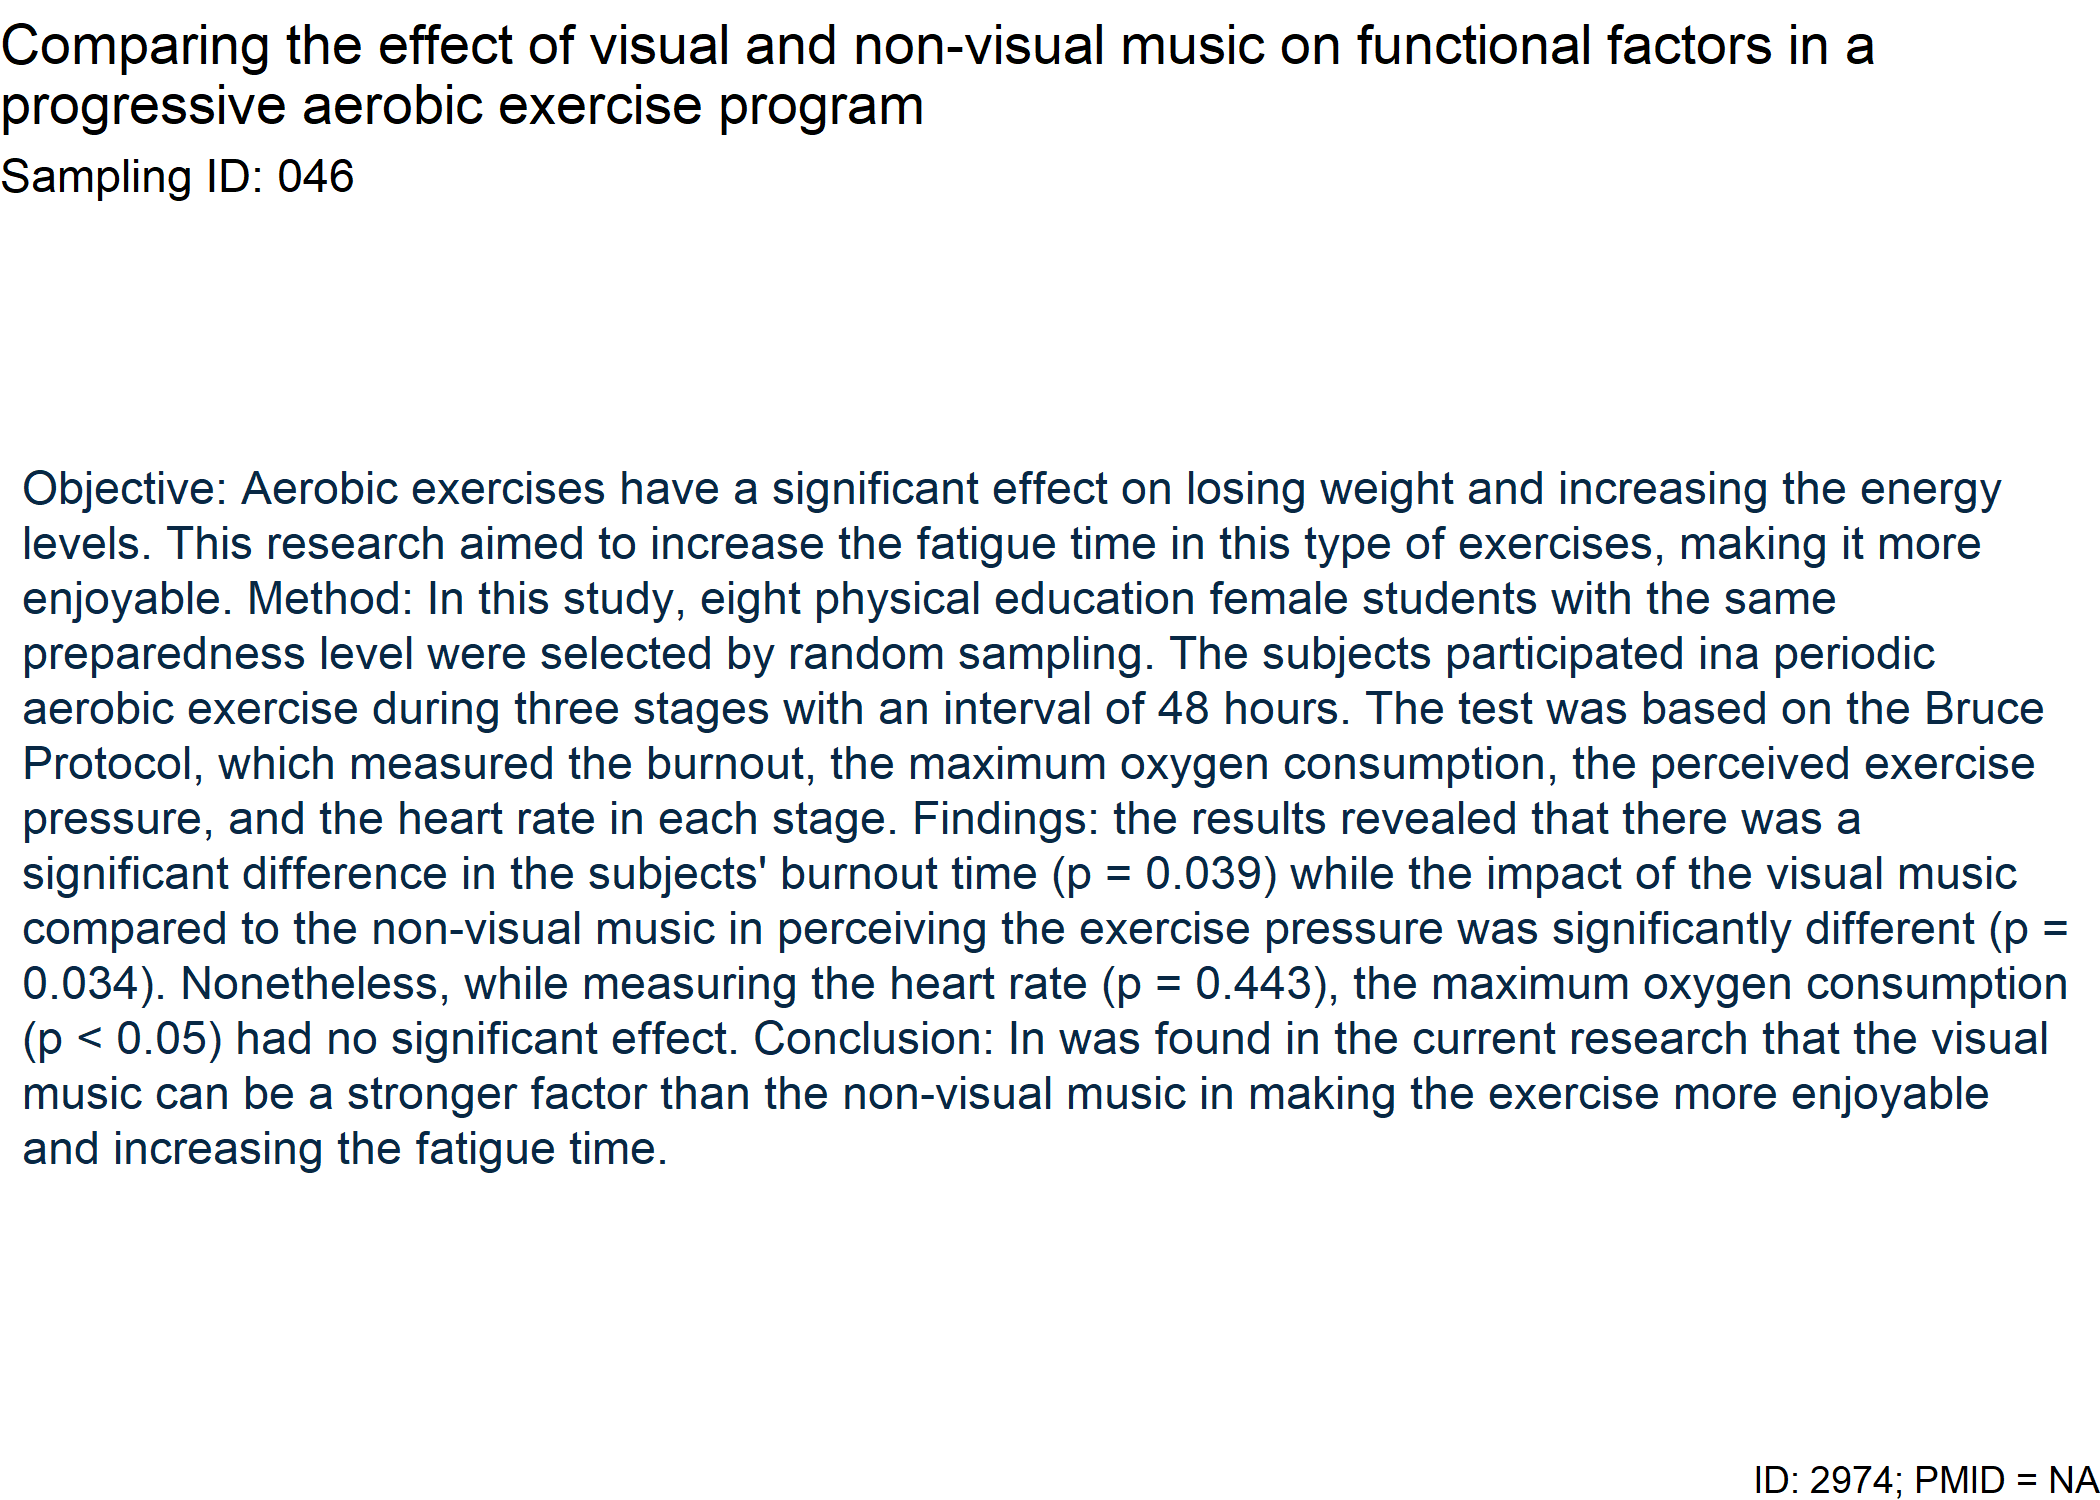 Comparing the effect of visual and non-visual music on functional factors in a
progressive aerobic exercise program
Sampling ID: 046
Objective: Aerobic exercises have a significant effect on losing weight and increasing the energy
levels. This research aimed to increase the fatigue time in this type of exercises, making it more
enjoyable. Method: In this study, eight physical education female students with the same
preparedness level were selected by random sampling. The subjects participated ina periodic
aerobic exercise during three stages with an interval of 48 hours. The test was based on the Bruce
Protocol, which measured the burnout, the maximum oxygen consumption, the perceived exercise
pressure, and the heart rate in each stage. Findings: the results revealed that there was a
significant difference in the subjects' burnout time (p = 0.039) while the impact of the visual music
compared to the non-visual music in perceiving the exercise pressure was significantly different (p =
0.034). Nonetheless, while measuring the heart rate (p = 0.443), the maximum oxygen consumption
(p < 0.05) had no significant effect. Conclusion: In was found in the current research that the visual
music can be a stronger factor than the non-visual music in making the exercise more enjoyable
and increasing the fatigue time.
ID: 2974; PMID = NA